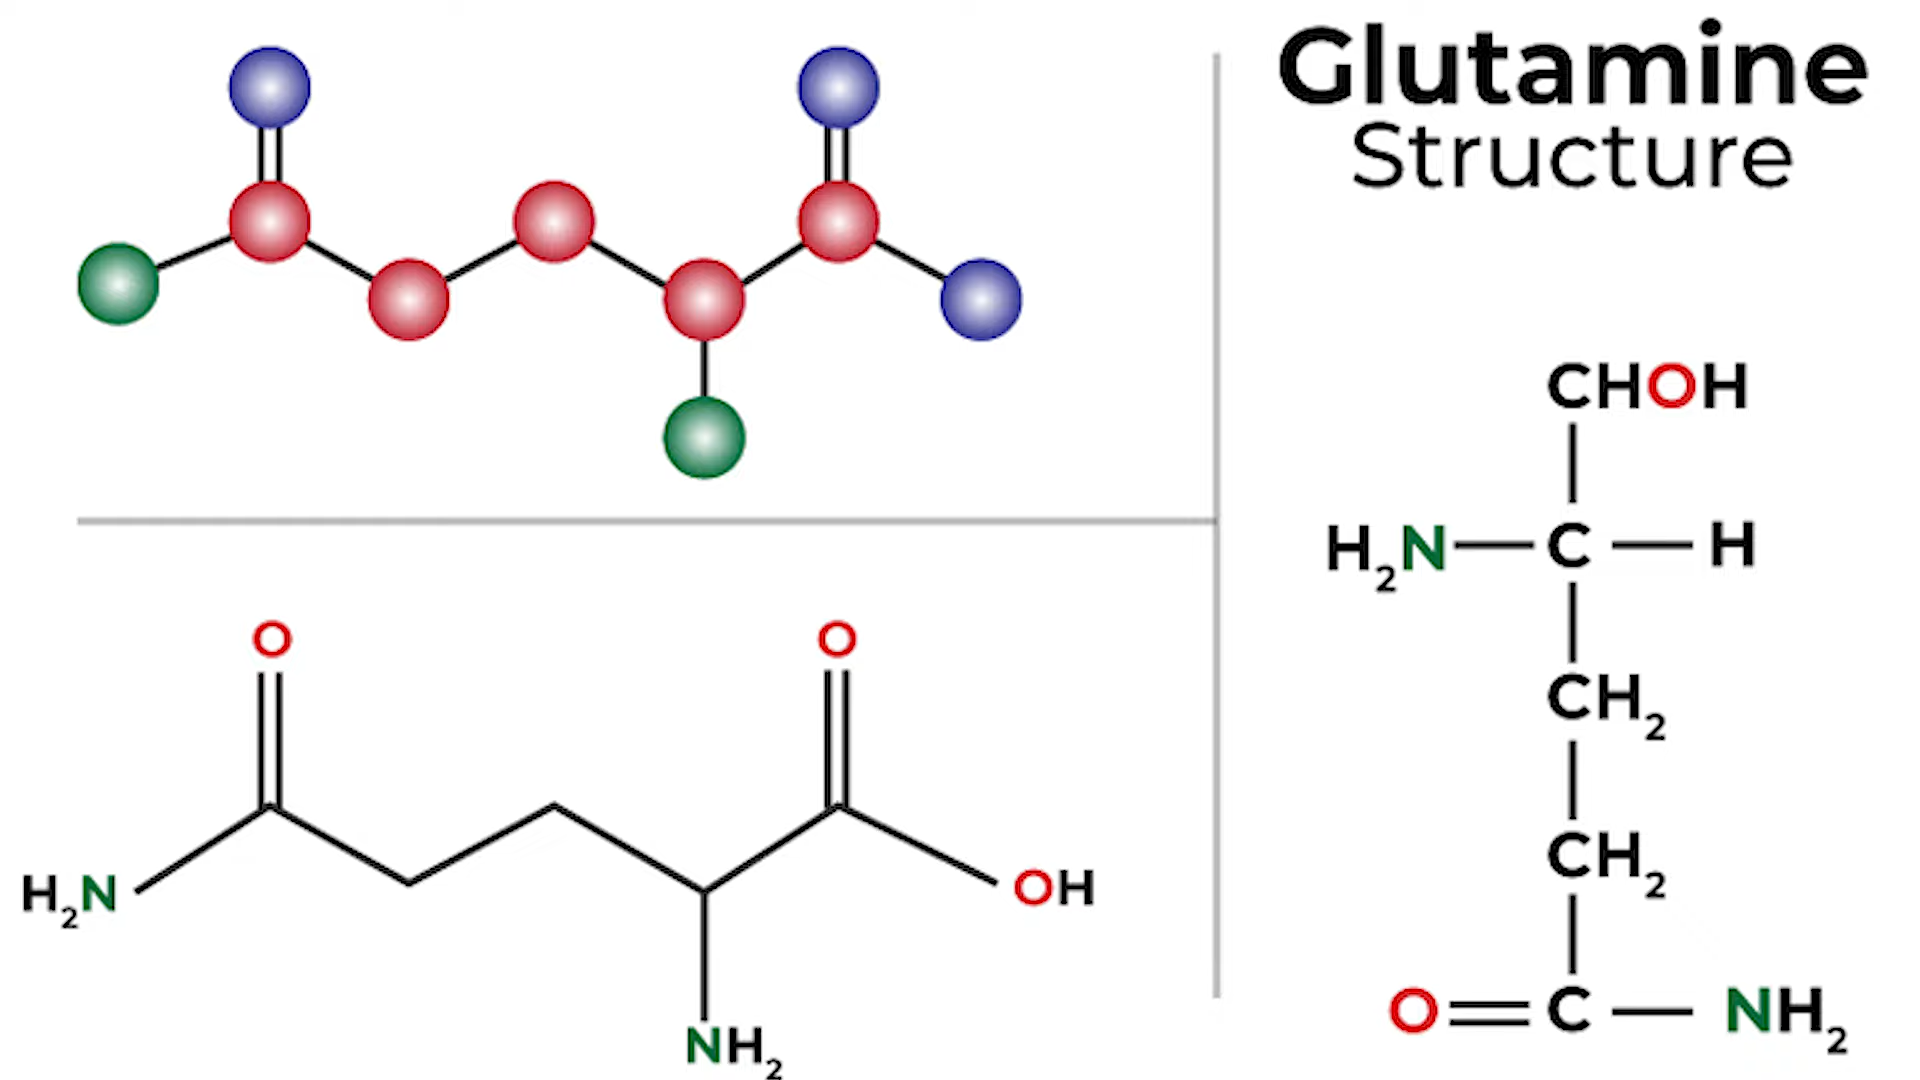 Glutamine
Structure
CHOH
H₂N C H
CH₂
CH₂
O C NH₂
O O
H₂N OH
NH₂